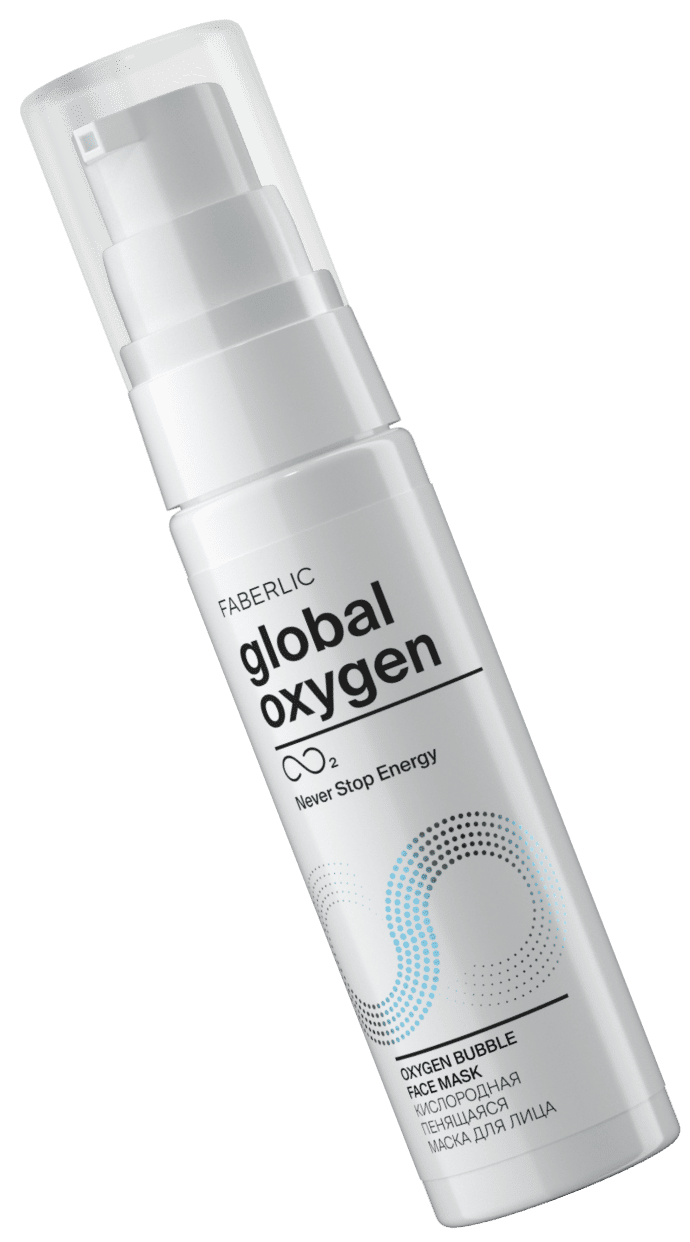 FABERLIC
global
oxygen
∞₂
Never Stop Energy
OXYGEN BUBBLE
FACE MASK
КИСЛОРОДНАЯ
ПЕНЯЩАЯСЯ
МАСКА ДЛЯ ЛИЦА